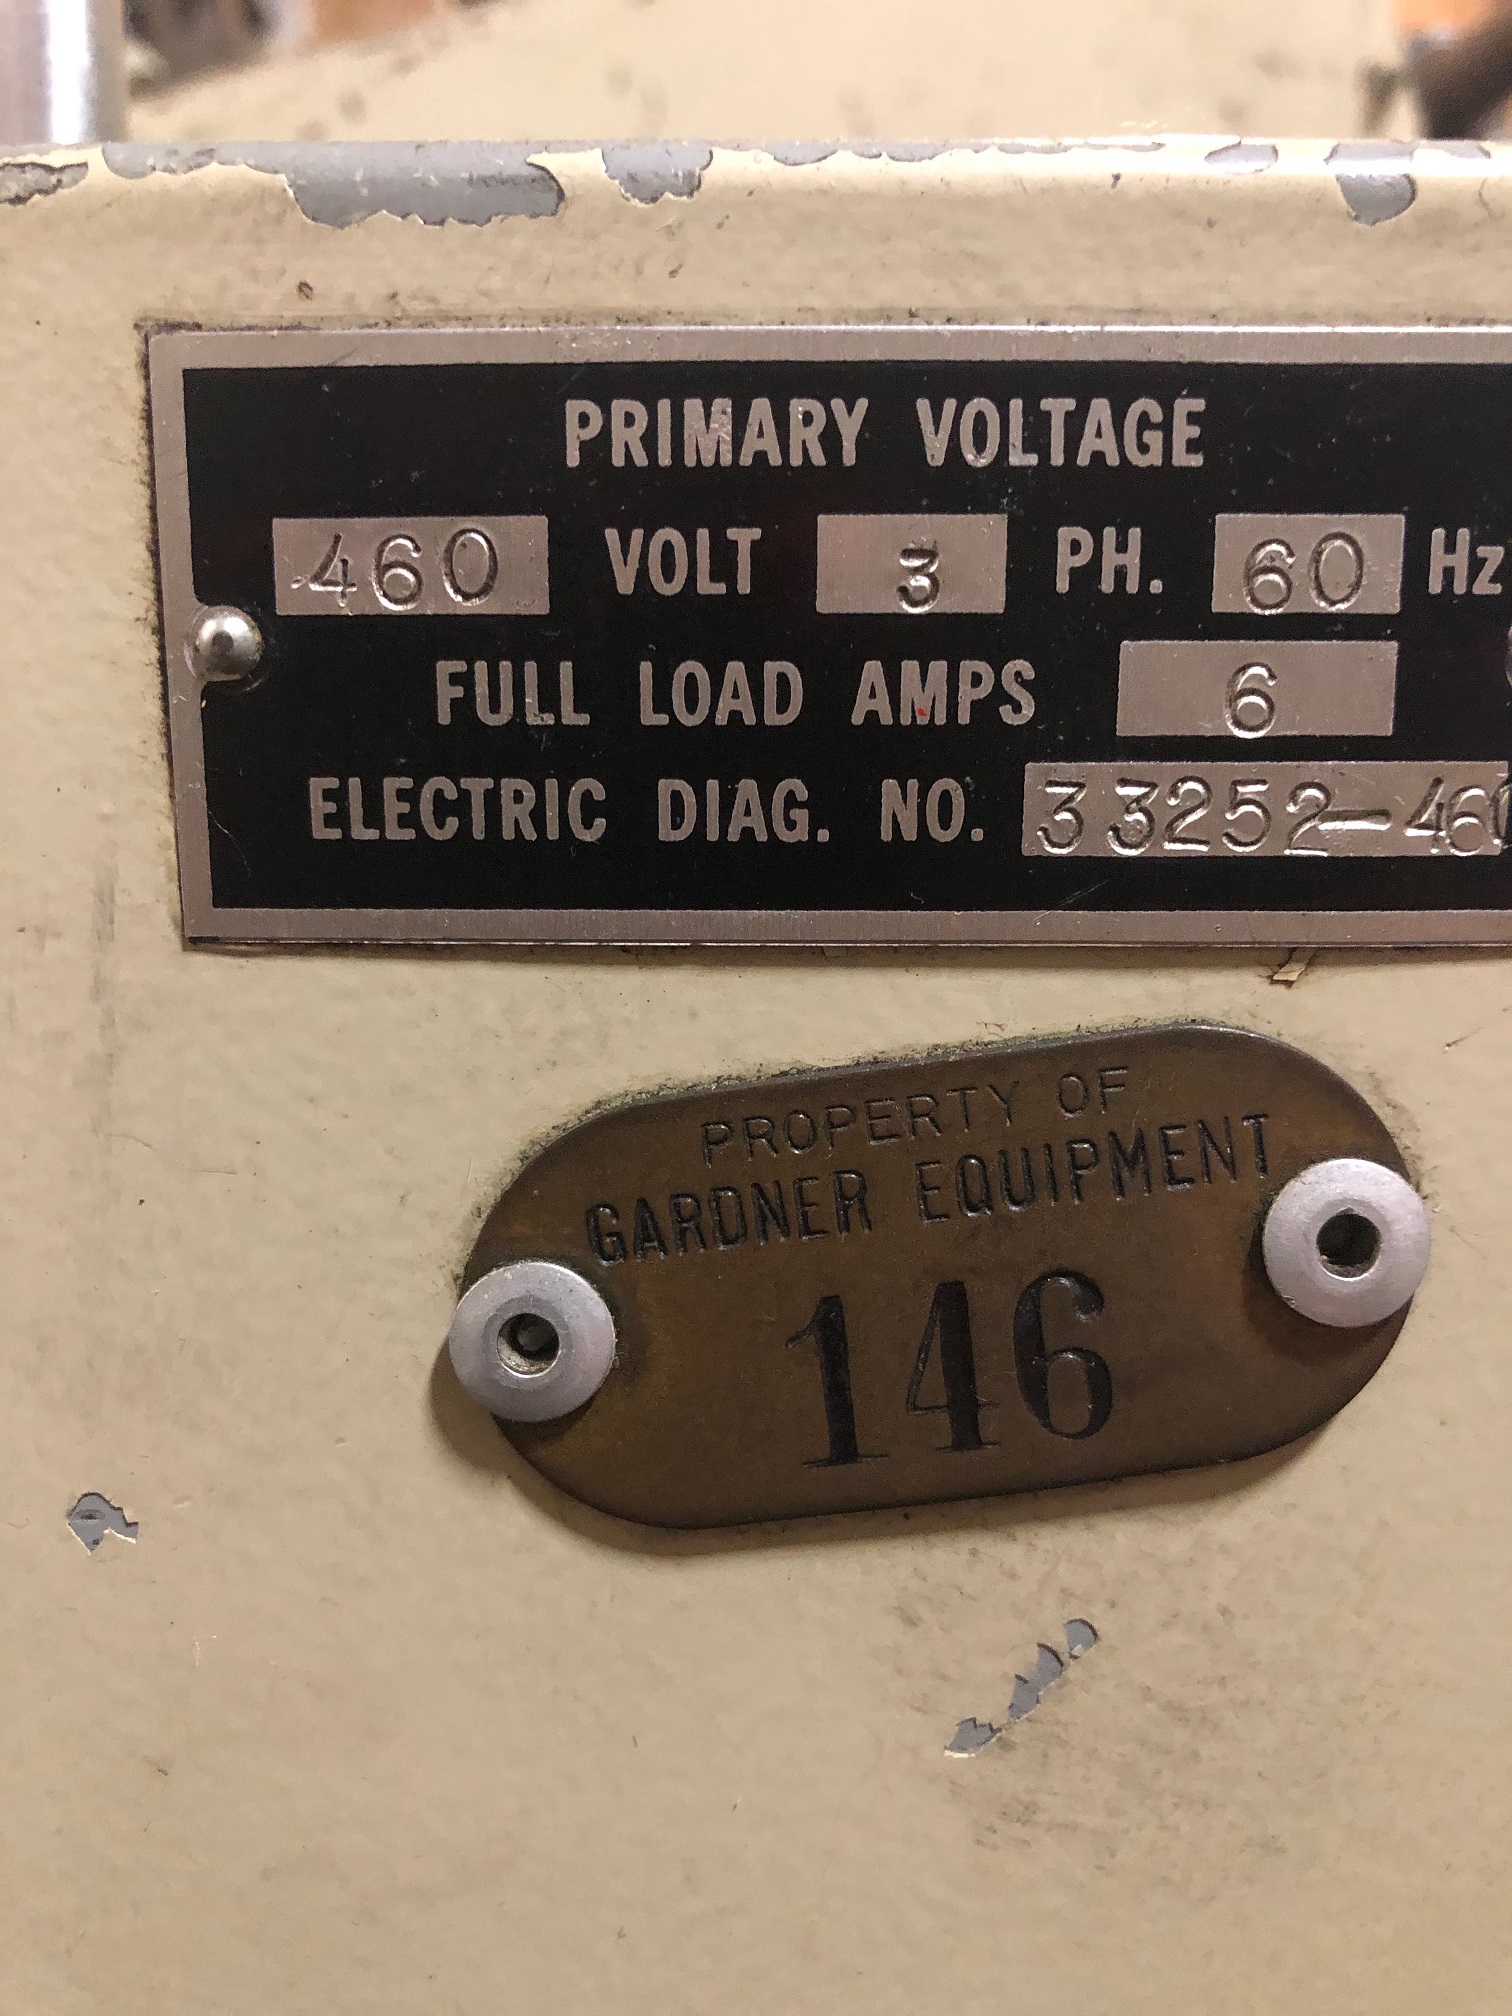 PRIMARY VOLTAGE
460 VOLT 3 PH. 60 Hz
FULL LOAD AMPS 6
ELECTRIC DIAG. NO. 33252-460
PROPERTY OF
GARDNER EQUIPMENT
146